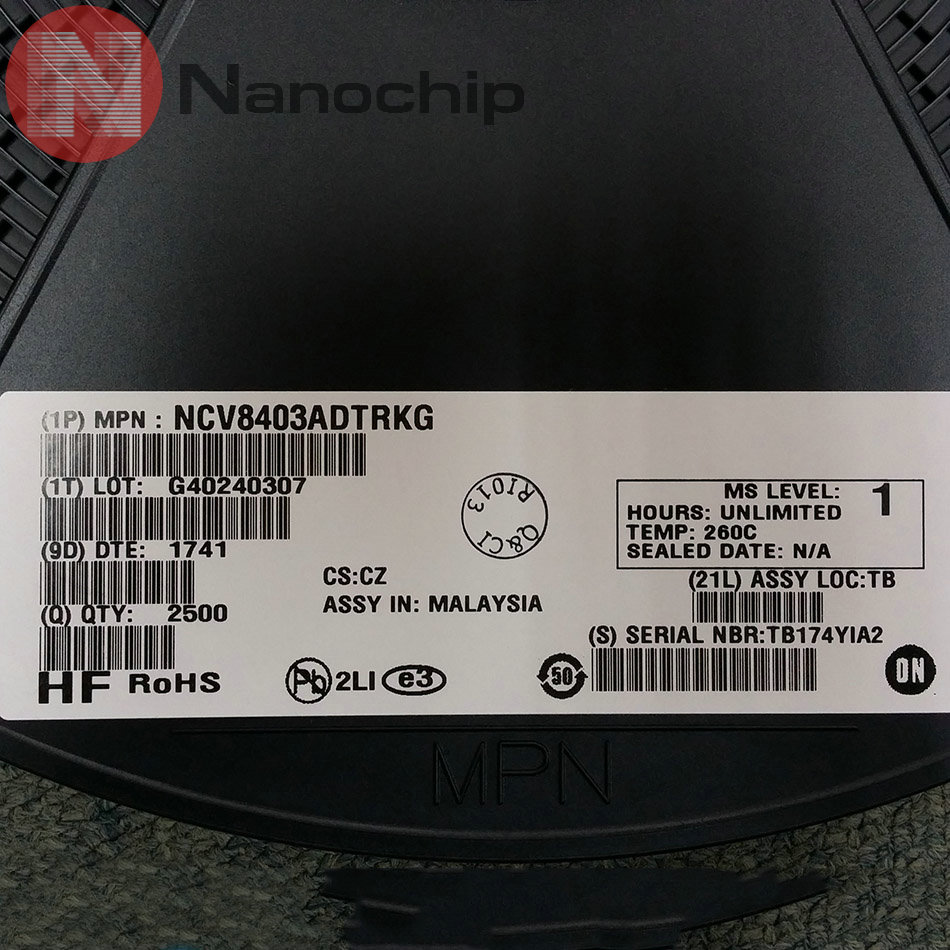 N Nanochip
(1P) MPN : NCV8403ADTRKG
(1T) LOT: G40240307
(9D) DTE: 1741
(Q) QTY: 2500
HF RoHS
CS:CZ
ASSY IN: MALAYSIA
RI013
Q&CI
Pb 2LI e3
MS LEVEL: 1
HOURS: UNLIMITED
TEMP: 260C
SEALED DATE: N/A
(21L) ASSY LOC:TB
(S) SERIAL NBR:TB174YIA2
50
ON
MPN